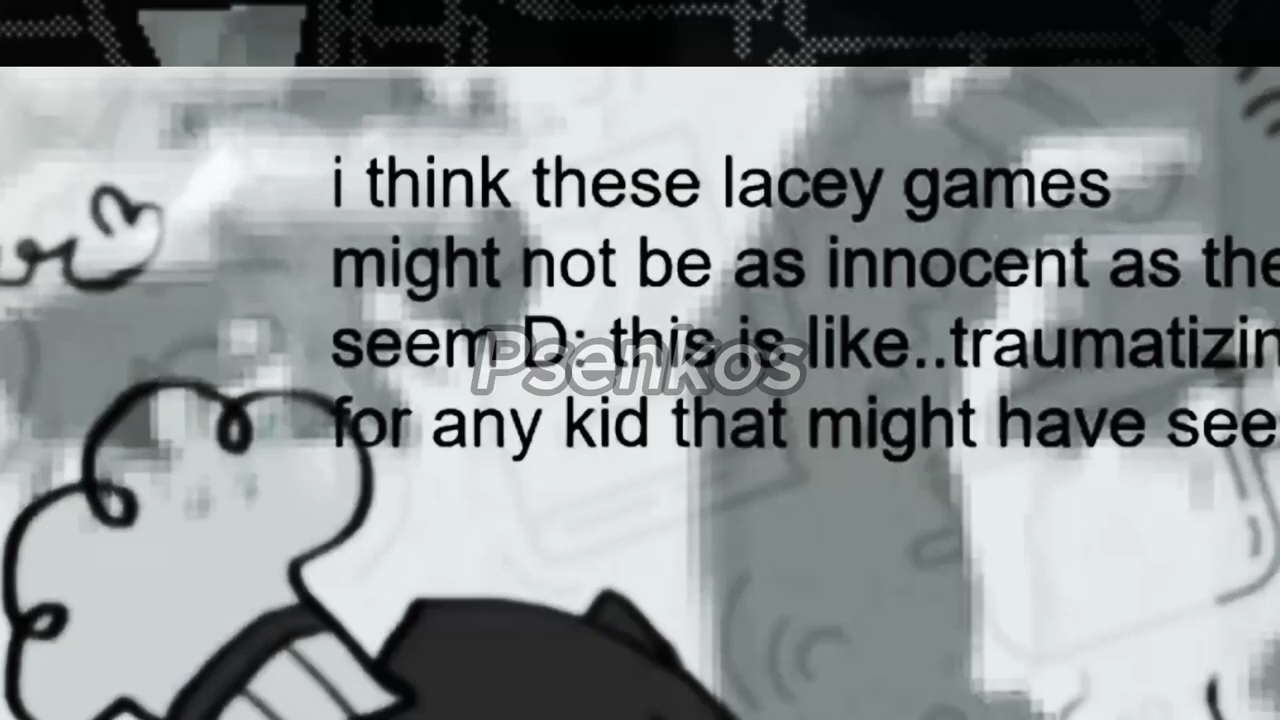 i think these lacey games
might not be as innocent as the
seem D: this is like..traumatizin
for any kid that might have see
Psenkos